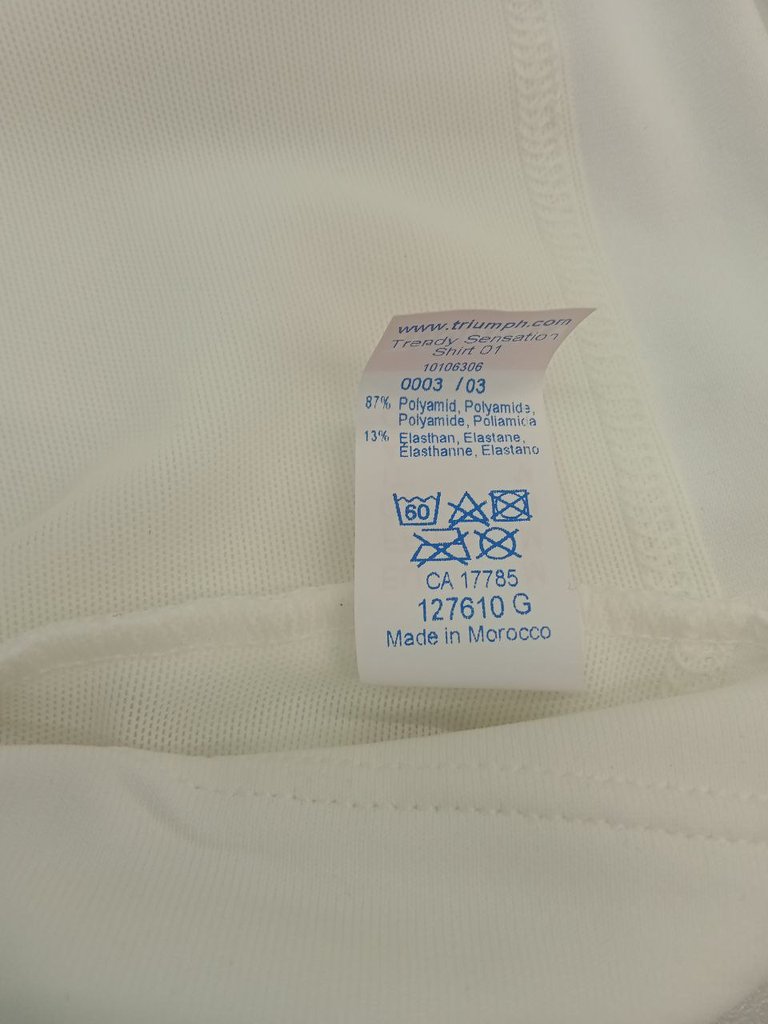 www.triumph.com
Trendy Sensation
Shirt 01
10106306
0003 / 03
87% Polyamid, Polyamide,
Polyamide, Poliamida
13% Elasthan, Elastane,
Élasthanne, Elastano
60
CA 17785
127610 G
Made in Morocco